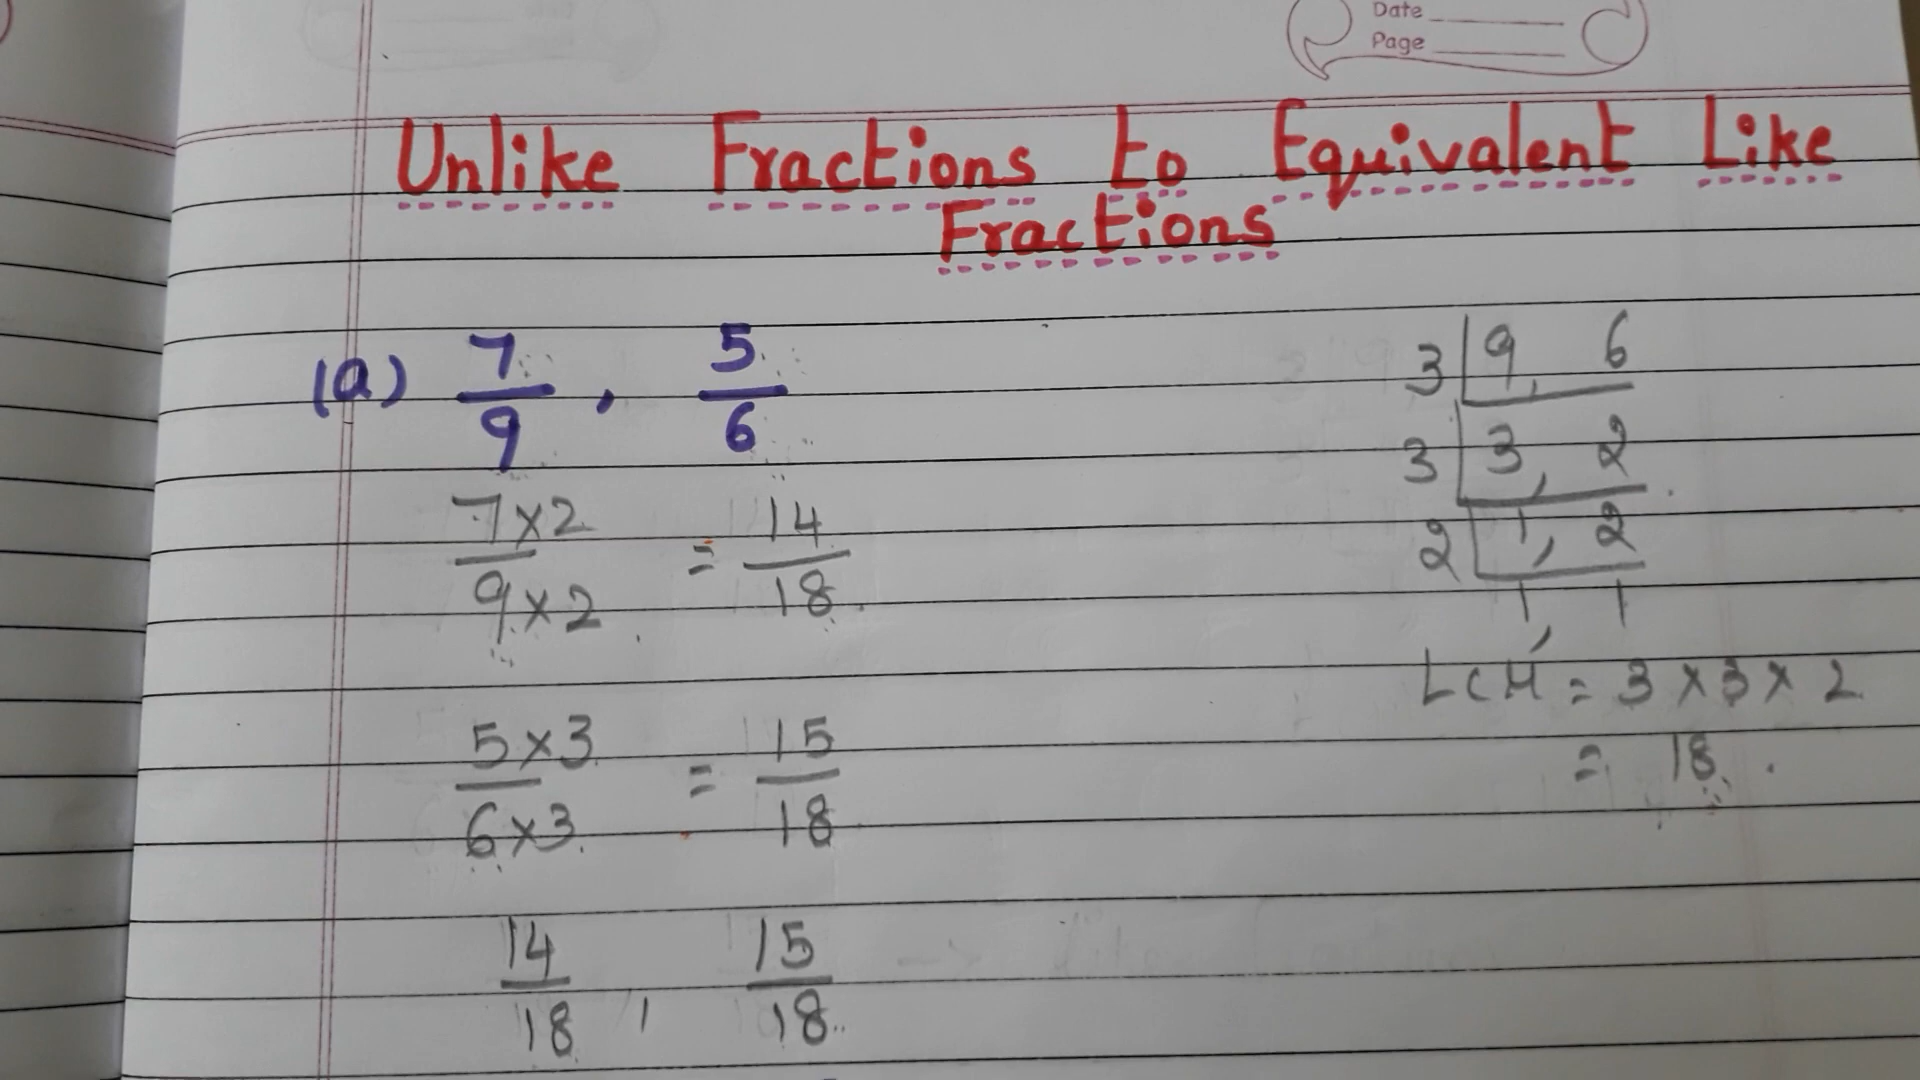 Date
Page
Unlike Fractions to Equivalent Like
Fractions
(a) 7/9 , 5/6
7×2/9×2 = 14/18
5×3/6×3 = 15/18
14/18 , 15/18
3 | 9, 6
3 | 3, 2
2 | 1, 2
1, 1
LCM = 3 × 3 × 2
= 18.